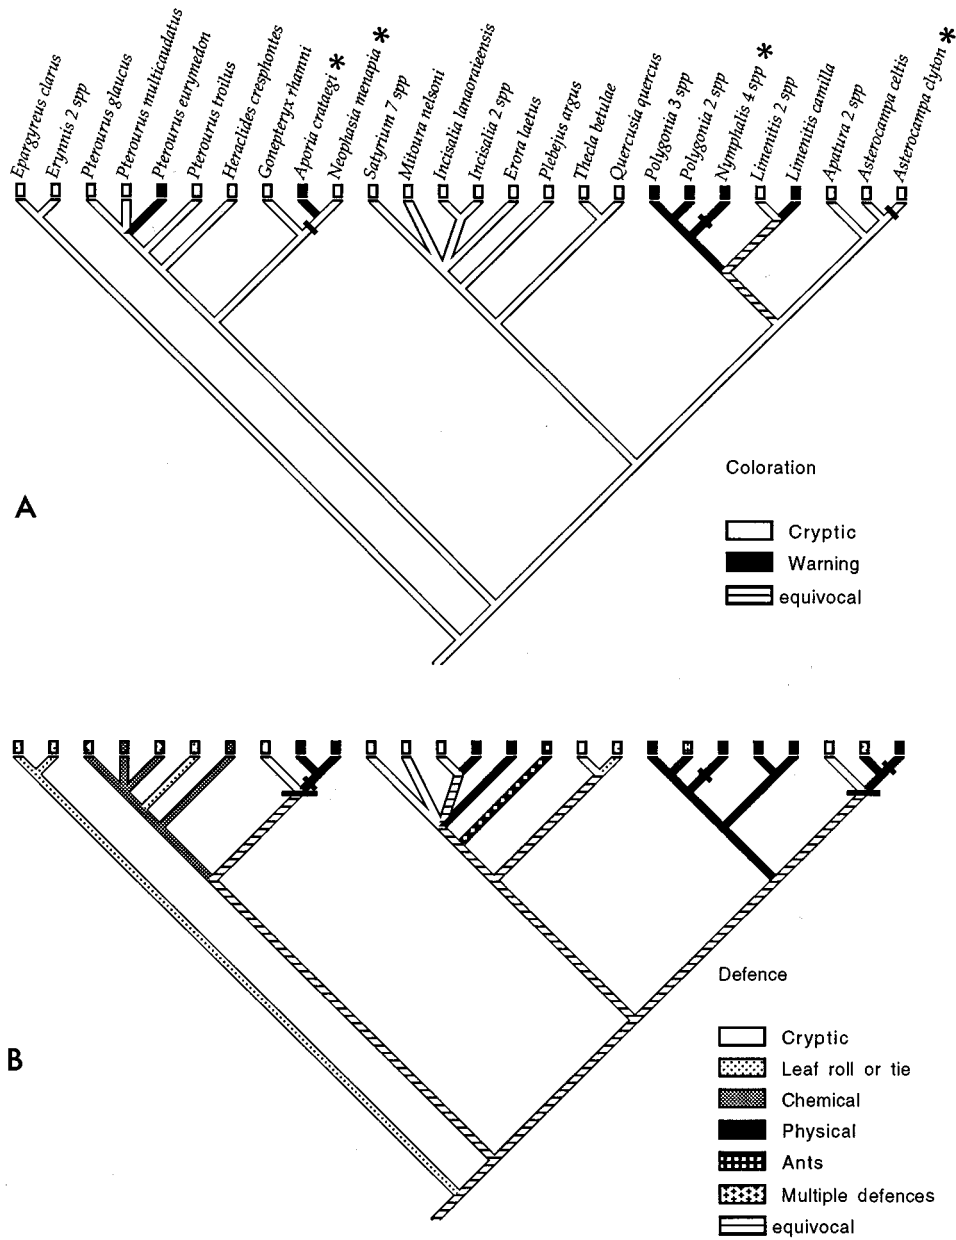 Epargyreus clarus
Erynnis 2 spp
Pterourus glaucus
Pterourus multicaudatus
Pterourus eurymedon
Pterourus troilus
Heraclides cresphontes
Gonepteryx rhamni
Aporia crataegi *
Neophasia menapia *
Satyrium 7 spp
Mitoura nelsoni
Incisalia lanoraieensis
Incisalia 2 spp
Erora laetus
Plebejus argus
Thecla betulae
Quercusia quercus
Polygonia 3 spp
Polygonia 2 spp
Nymphalis 4 spp *
Limenitis 2 spp
Limenitis camilla
Apatura 2 spp
Asterocampa celtis
Asterocampa clyton *
Coloration
A
Cryptic
Warning
equivocal
Defence
B
Cryptic
Leaf roll or tie
Chemical
Physical
Ants
Multiple defences
equivocal